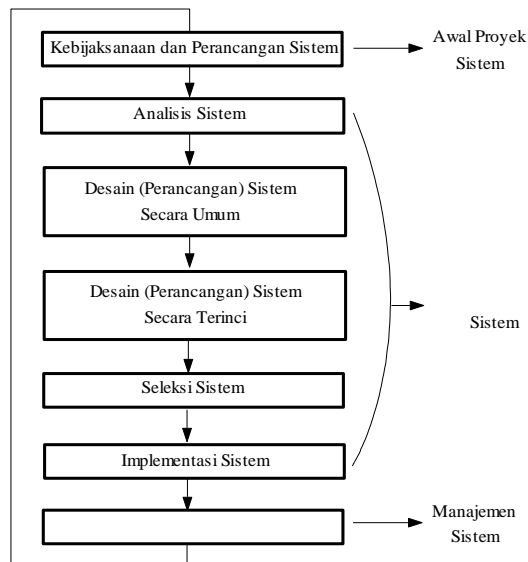 Kebijaksanaan dan Perancangan Sistem
Awal Proyek
Sistem
Analisis Sistem
Desain (Perancangan) Sistem
Secara Umum
Desain (Perancangan) Sistem
Secara Terinci
Sistem
Seleksi Sistem
Implementasi Sistem
Manajemen
Sistem